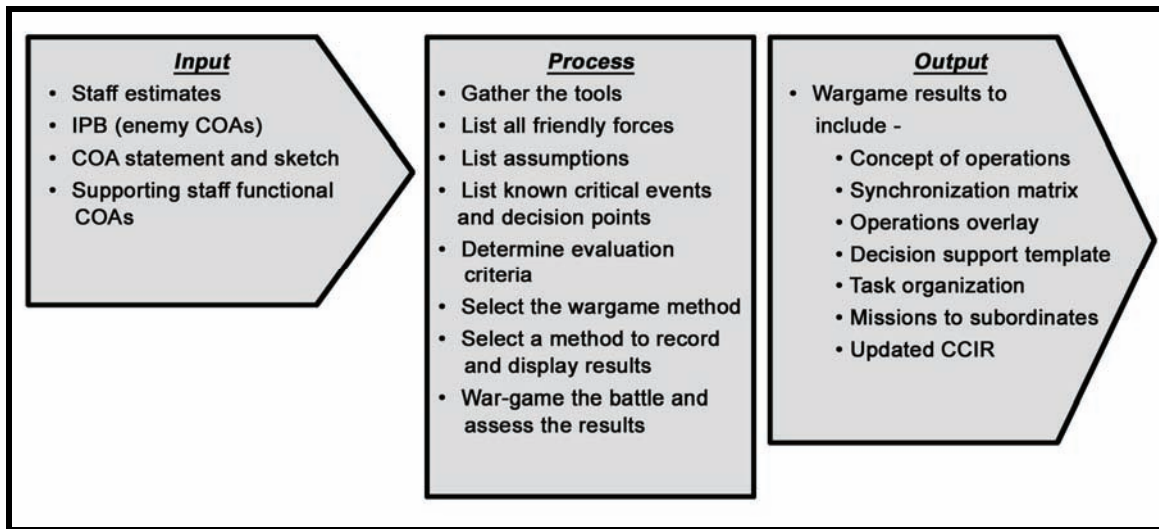 Input
• Staff estimates
• IPB (enemy COAs)
• COA statement and sketch
• Supporting staff functional
COAs
Process
• Gather the tools
• List all friendly forces
• List assumptions
• List known critical events
and decision points
• Determine evaluation
criteria
• Select the wargame method
• Select a method to record
and display results
• War-game the battle and
assess the results
Output
• Wargame results to
include -
• Concept of operations
• Synchronization matrix
• Operations overlay
• Decision support template
• Task organization
• Missions to subordinates
• Updated CCIR